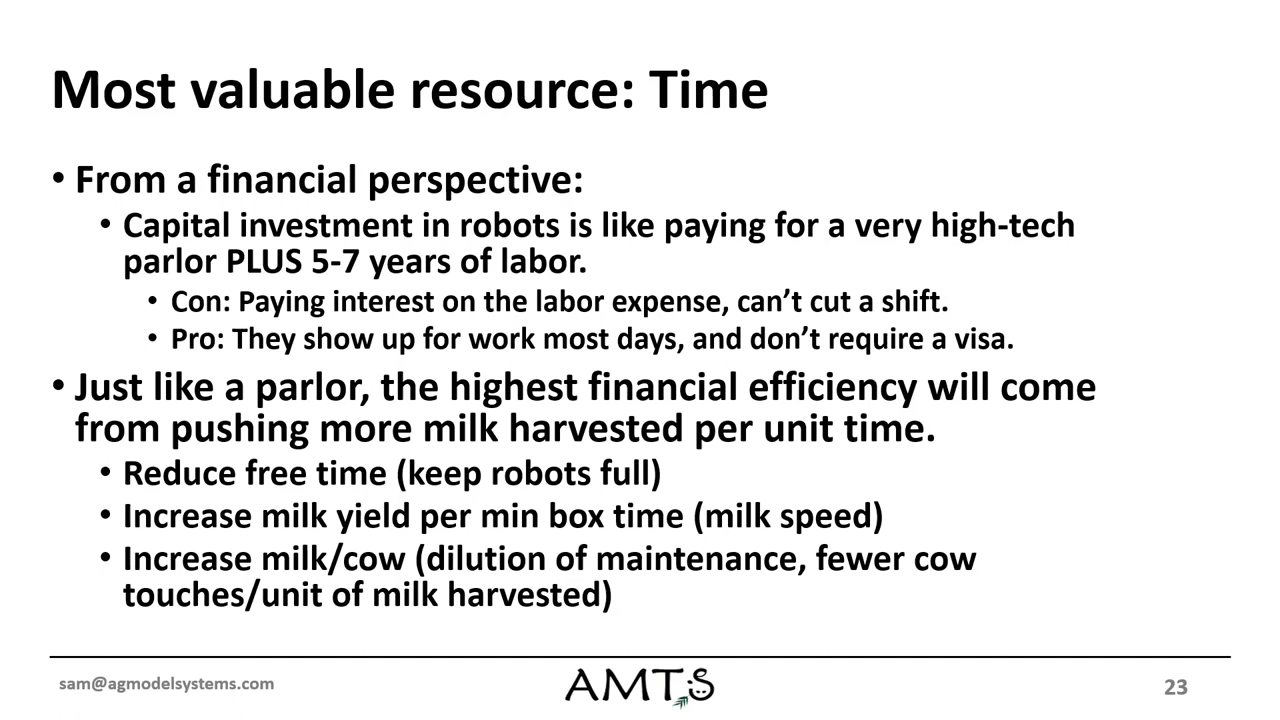 Most valuable resource: Time
• From a financial perspective:
• Capital investment in robots is like paying for a very high-tech
parlor PLUS 5-7 years of labor.
• Con: Paying interest on the labor expense, can’t cut a shift.
• Pro: They show up for work most days, and don’t require a visa.
• Just like a parlor, the highest financial efficiency will come
from pushing more milk harvested per unit time.
• Reduce free time (keep robots full)
• Increase milk yield per min box time (milk speed)
• Increase milk/cow (dilution of maintenance, fewer cow
touches/unit of milk harvested)
sam@agmodelsystems.com
AMTS
23